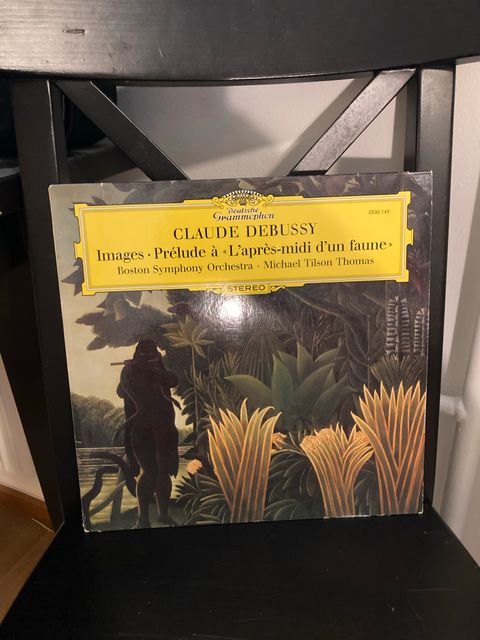 Deutsche
Grammophon
2530 145
CLAUDE DEBUSSY
Images · Prélude à «L'après-midi d'un faune»
Boston Symphony Orchestra · Michael Tilson Thomas
STEREO